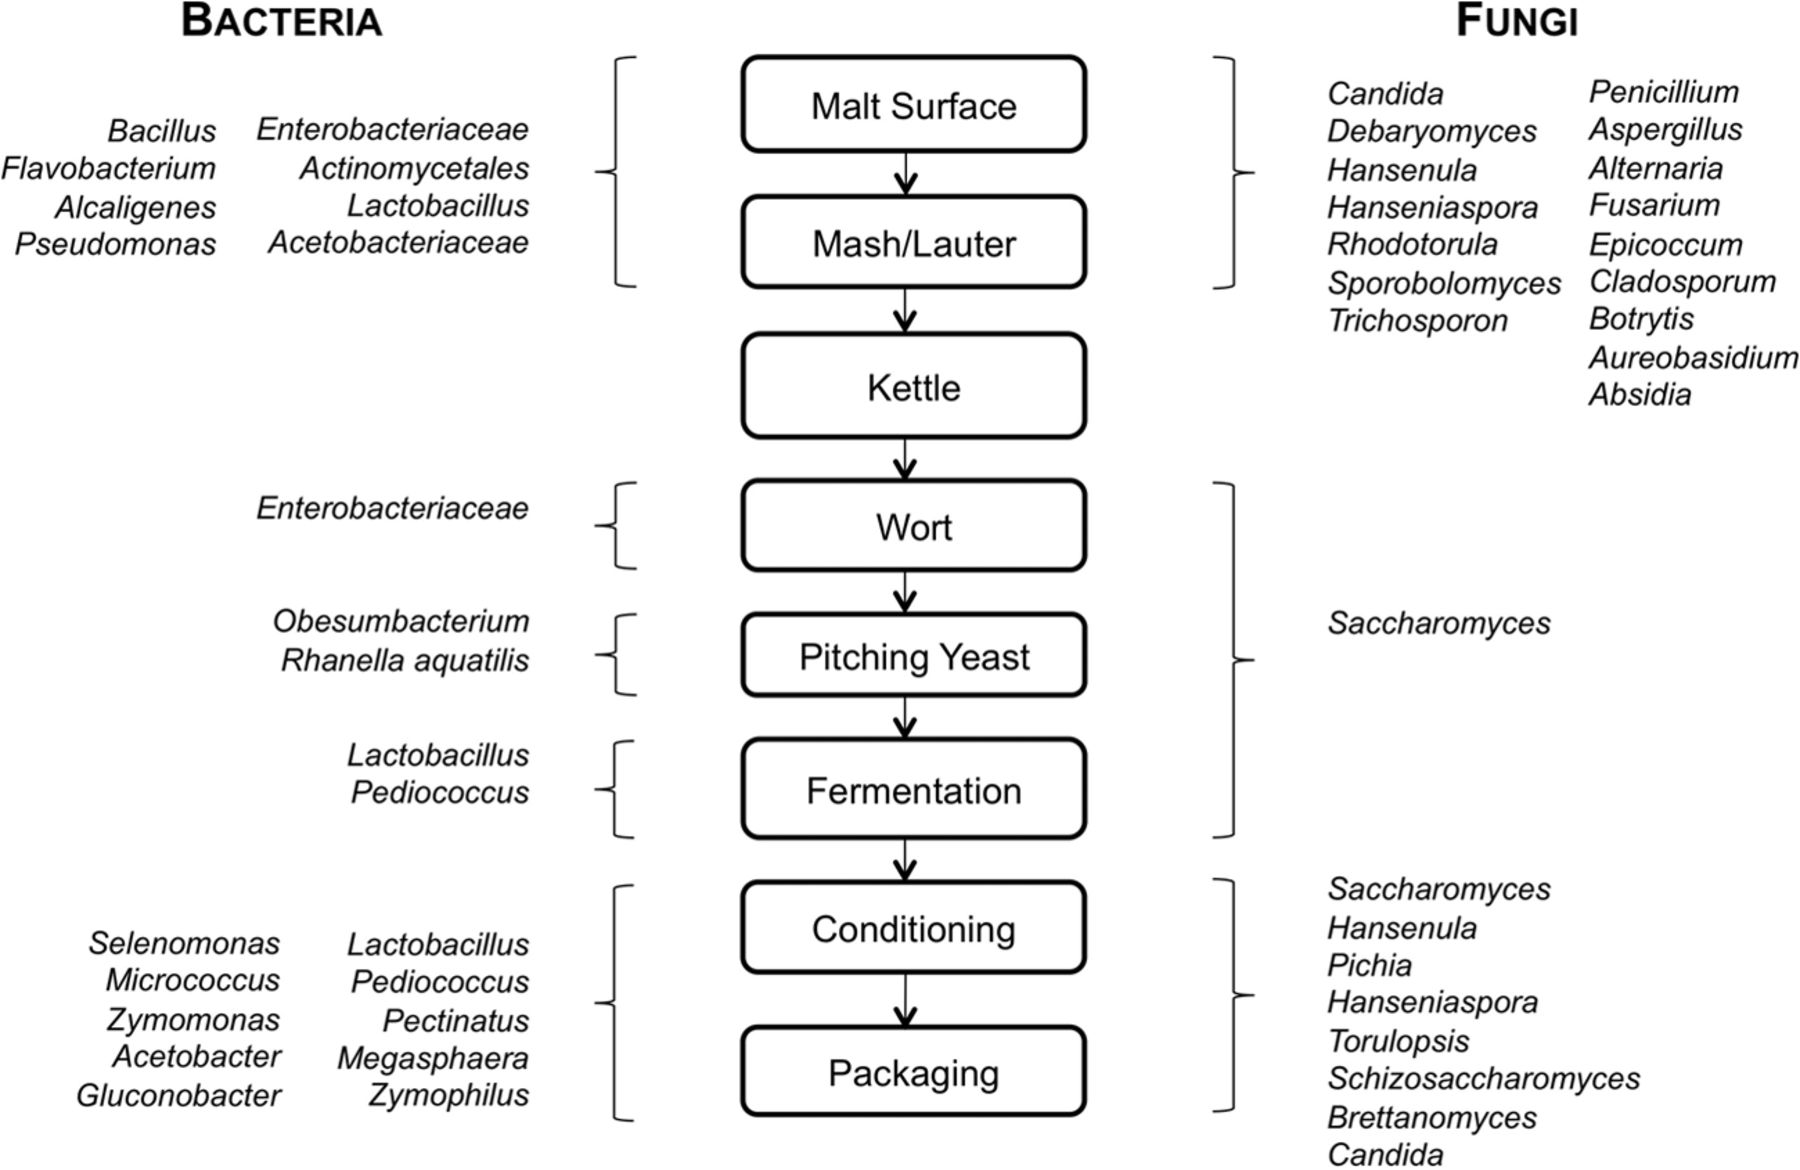 BACTERIA
FUNGI
Bacillus
Flavobacterium
Alcaligenes
Pseudomonas
Enterobacteriaceae
Actinomycetales
Lactobacillus
Acetobacteriaceae
Malt Surface
Mash/Lauter
Candida
Debaryomyces
Hansenula
Hanseniaspora
Rhodotorula
Sporobolomyces
Trichosporon
Penicillium
Aspergillus
Alternaria
Fusarium
Epicoccum
Cladosporum
Botrytis
Aureobasidium
Absidia
Kettle
Enterobacteriaceae
Wort
Obesumbacterium
Rhanella aquatilis
Pitching Yeast
Saccharomyces
Lactobacillus
Pediococcus
Fermentation
Selenomonas
Micrococcus
Zymomonas
Acetobacter
Gluconobacter
Lactobacillus
Pediococcus
Pectinatus
Megasphaera
Zymophilus
Conditioning
Packaging
Saccharomyces
Hansenula
Pichia
Hanseniaspora
Torulopsis
Schizosaccharomyces
Brettanomyces
Candida